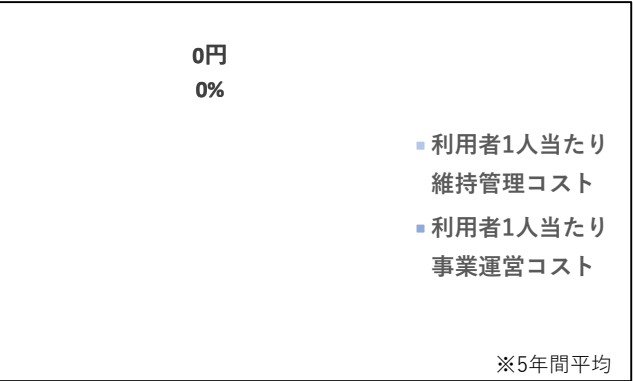 0円
0%
利用者1人当たり
維持管理コスト
利用者1人当たり
事業運営コスト
※5年間平均